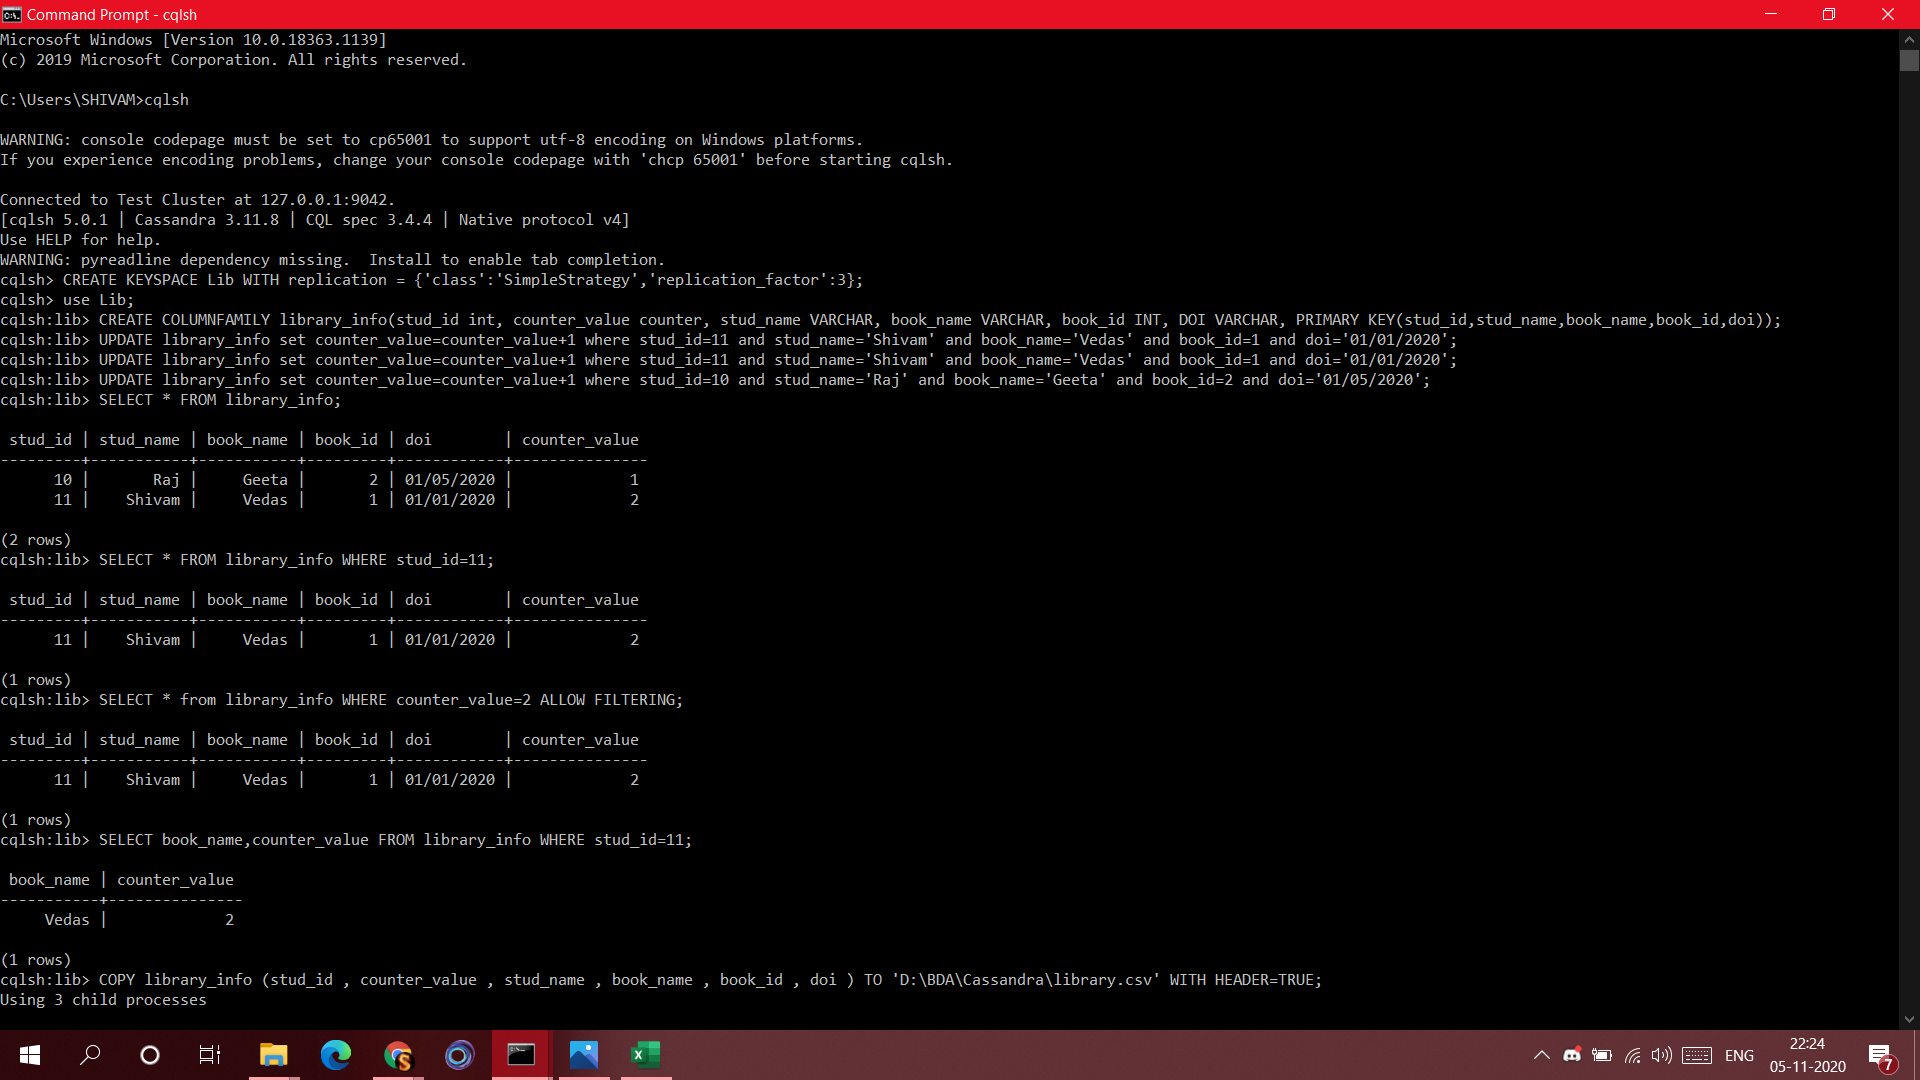 Command Prompt - cqlsh
Microsoft Windows [Version 10.0.18363.1139]
(c) 2019 Microsoft Corporation. All rights reserved.
C:\Users\SHIVAM>cqlsh
WARNING: console codepage must be set to cp65001 to support utf-8 encoding on Windows platforms.
If you experience encoding problems, change your console codepage with 'chcp 65001' before starting cqlsh.
Connected to Test Cluster at 127.0.0.1:9042.
[cqlsh 5.0.1 | Cassandra 3.11.8 | CQL spec 3.4.4 | Native protocol v4]
Use HELP for help.
WARNING: pyreadline dependency missing.  Install to enable tab completion.
cqlsh> CREATE KEYSPACE Lib WITH replication = {'class':'SimpleStrategy','replication_factor':3};
cqlsh> use Lib;
cqlsh:lib> CREATE COLUMNFAMILY library_info(stud_id int, counter_value counter, stud_name VARCHAR, book_name VARCHAR, book_id INT, DOI VARCHAR, PRIMARY KEY(stud_id,stud_name,book_name,book_id,doi));
cqlsh:lib> UPDATE library_info set counter_value=counter_value+1 where stud_id=11 and stud_name='Shivam' and book_name='Vedas' and book_id=1 and doi='01/01/2020';
cqlsh:lib> UPDATE library_info set counter_value=counter_value+1 where stud_id=11 and stud_name='Shivam' and book_name='Vedas' and book_id=1 and doi='01/01/2020';
cqlsh:lib> UPDATE library_info set counter_value=counter_value+1 where stud_id=10 and stud_name='Raj' and book_name='Geeta' and book_id=2 and doi='01/05/2020';
cqlsh:lib> SELECT * FROM library_info;
 stud_id | stud_name | book_name | book_id | doi        | counter_value
---------+-----------+-----------+---------+------------+---------------
      10 |       Raj |     Geeta |       2 | 01/05/2020 |             1
      11 |    Shivam |     Vedas |       1 | 01/01/2020 |             2
(2 rows)
cqlsh:lib> SELECT * FROM library_info WHERE stud_id=11;
 stud_id | stud_name | book_name | book_id | doi        | counter_value
---------+-----------+-----------+---------+------------+---------------
      11 |    Shivam |     Vedas |       1 | 01/01/2020 |             2
(1 rows)
cqlsh:lib> SELECT * from library_info WHERE counter_value=2 ALLOW FILTERING;
 stud_id | stud_name | book_name | book_id | doi        | counter_value
---------+-----------+-----------+---------+------------+---------------
      11 |    Shivam |     Vedas |       1 | 01/01/2020 |             2
(1 rows)
cqlsh:lib> SELECT book_name,counter_value FROM library_info WHERE stud_id=11;
 book_name | counter_value
-----------+---------------
     Vedas |             2
(1 rows)
cqlsh:lib> COPY library_info (stud_id , counter_value , stud_name , book_name , book_id , doi ) TO 'D:\BDA\Cassandra\library.csv' WITH HEADER=TRUE;
Using 3 child processes
ENG
22:24
05-11-2020
7